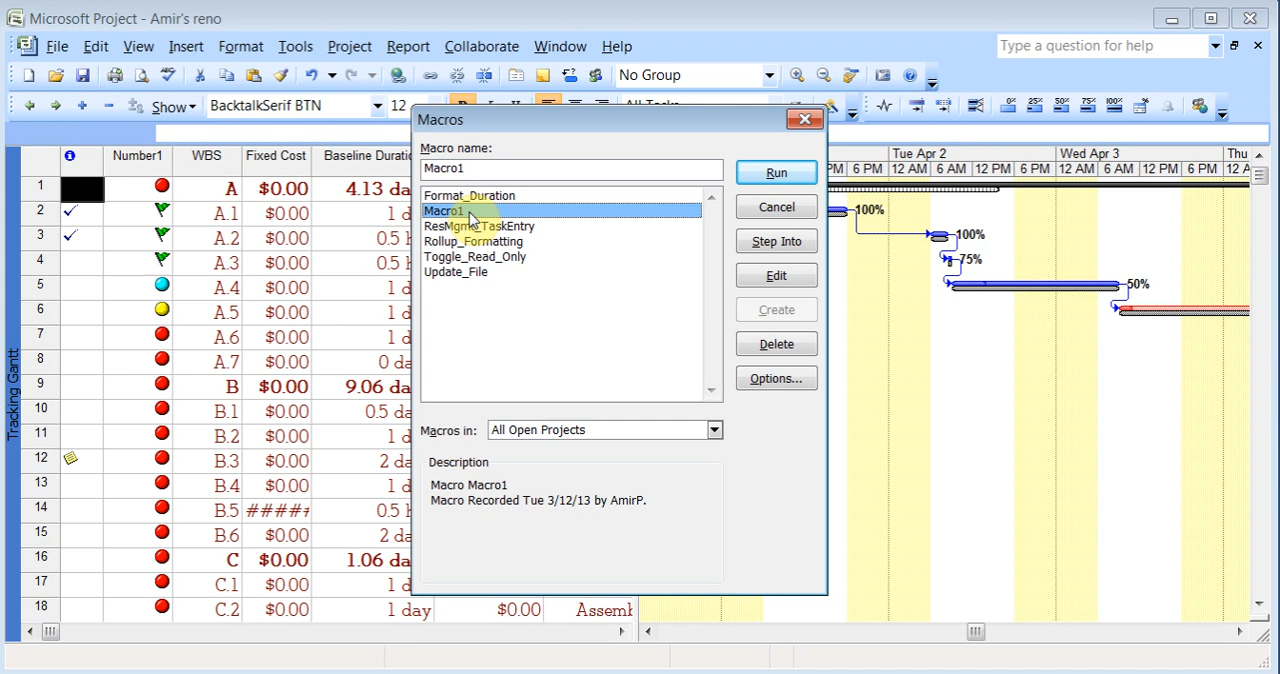 Microsoft Project - Amir's reno
File Edit View Insert Format Tools Project Report Collaborate Window Help Type a question for help
No Group
Show BacktalkSerif BTN 12 0% 25% 50% 75% 100%
Macros
Macro name:
Macro1
Run
Format_Duration
Macro1
Cancel
ResMgmt_TaskEntry
Rollup_Formatting
Step Into
Toggle_Read_Only
Update_File
Edit
Create
Delete
Options...
Macros in: All Open Projects
Description
Macro Macro1
Macro Recorded Tue 3/12/13 by AmirP.
Number1 WBS Fixed Cost Baseline Duratio
Tue Apr 2 Wed Apr 3 Thu
PM 6 PM 12 AM 6 AM 12 PM 6 PM 12 AM 6 AM 12 PM 6 PM 12 A
1 A $0.00 4.13 da
2 A.1 $0.00 1 d 100%
3 A.2 $0.00 0.5 h 100%
4 A.3 $0.00 0.5 h 75%
5 A.4 $0.00 1 d 50%
6 A.5 $0.00 1 d
7 A.6 $0.00 1 d
8 A.7 $0.00 0 da
9 B $0.00 9.06 da
10 B.1 $0.00 0.5 da
11 B.2 $0.00 1 d
12 B.3 $0.00 2 da
13 B.4 $0.00 1 d
14 B.5 ##### 0.5 h
15 B.6 $0.00 2 da
16 C $0.00 1.06 da
17 C.1 $0.00 1 d
18 C.2 $0.00 1 day $0.00 Assemb
Tracking Gantt